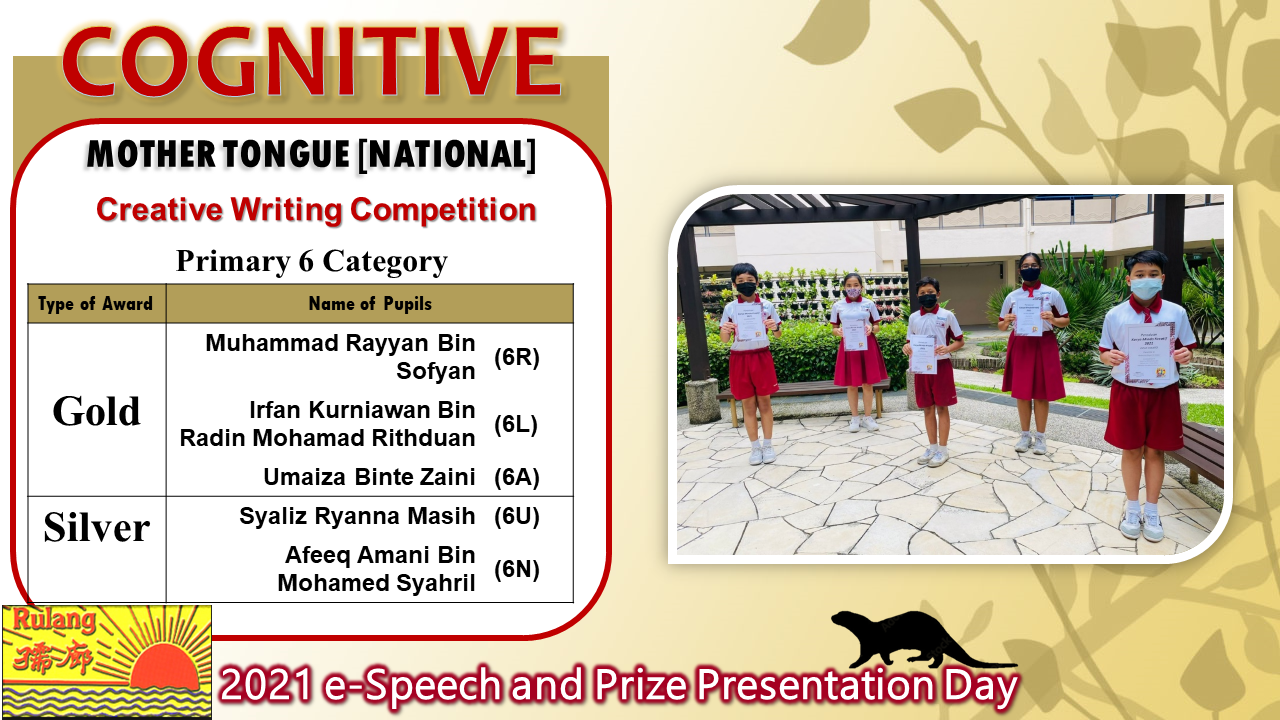 COGNITIVE
MOTHER TONGUE [NATIONAL]
Creative Writing Competition
Primary 6 Category
Type of Award Name of Pupils
Gold
Muhammad Rayyan Bin
Sofyan (6R)
Irfan Kurniawan Bin
Radin Mohamad Rithduan (6L)
Umaiza Binte Zaini (6A)
Silver
Syaliz Ryanna Masih (6U)
Afeeq Amani Bin
Mohamed Syahril (6N)
Rulang
孺廊
2021 e-Speech and Prize Presentation Day